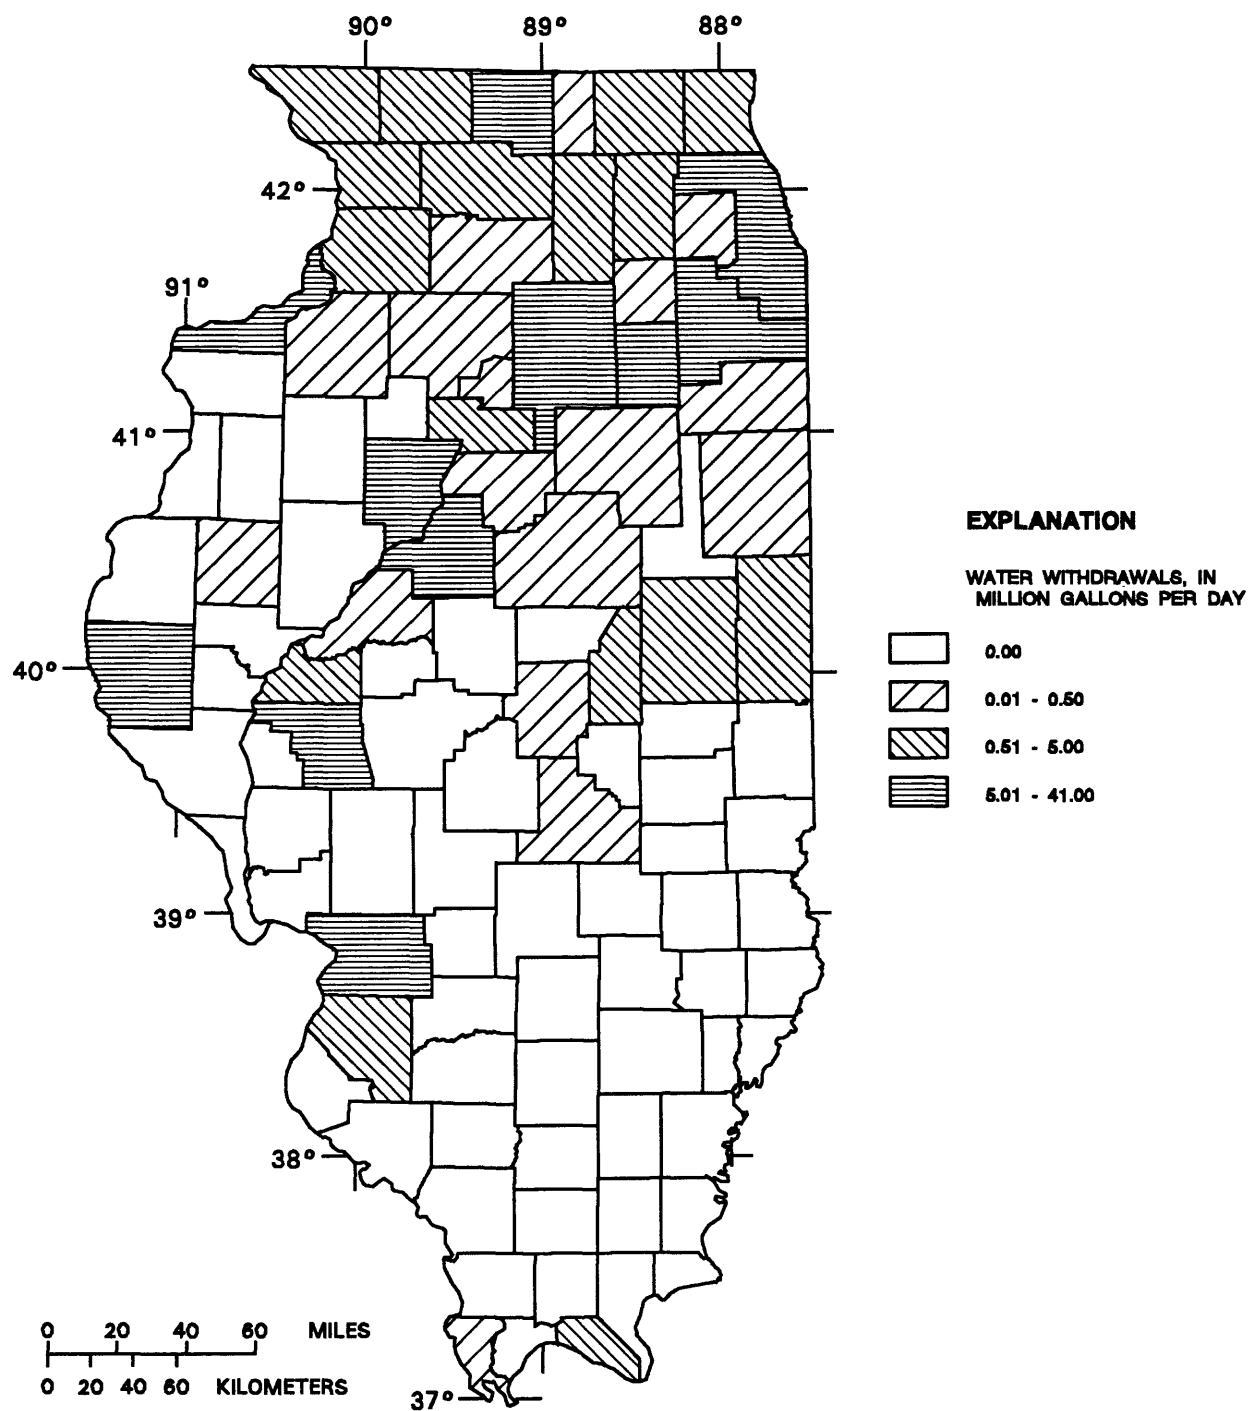 90° 89° 88°
42°
91°
41°
EXPLANATION
WATER WITHDRAWALS, IN
MILLION GALLONS PER DAY
0.00
40°
0.01 - 0.50
0.51 - 5.00
5.01 - 41.00
39°
38°
0 20 40 60 MILES
0 20 40 60 KILOMETERS
37°